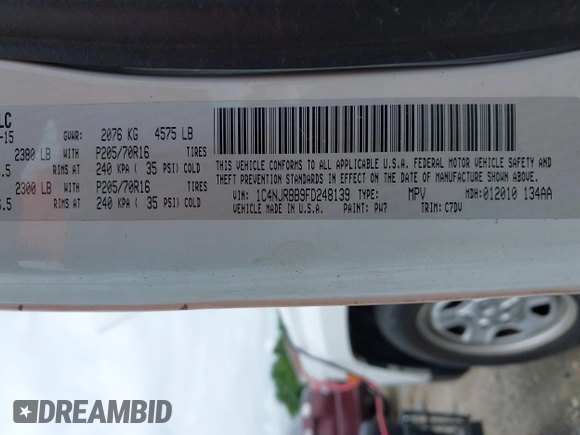 LC
-15 GVWR: 2076 KG 4575 LB
2380 LB WITH P205/70R16 TIRES
.5 RIMS AT 240 KPA ( 35 PSI) COLD
2300 LB WITH P205/70R16 TIRES
6.5 RIMS AT 240 KPA ( 35 PSI) COLD
THIS VEHICLE CONFORMS TO ALL APPLICABLE U.S.A. FEDERAL MOTOR VEHICLE SAFETY AND
THEFT PREVENTION STANDARDS IN EFFECT ON THE DATE OF MANUFACTURE SHOWN ABOVE.
VIN: 1C4NJRBB9FD248139 TYPE: MPV MDH: 012010 134AA
VEHICLE MADE IN U.S.A. PAINT: PW7 TRIM: C7DV
DREAMBID